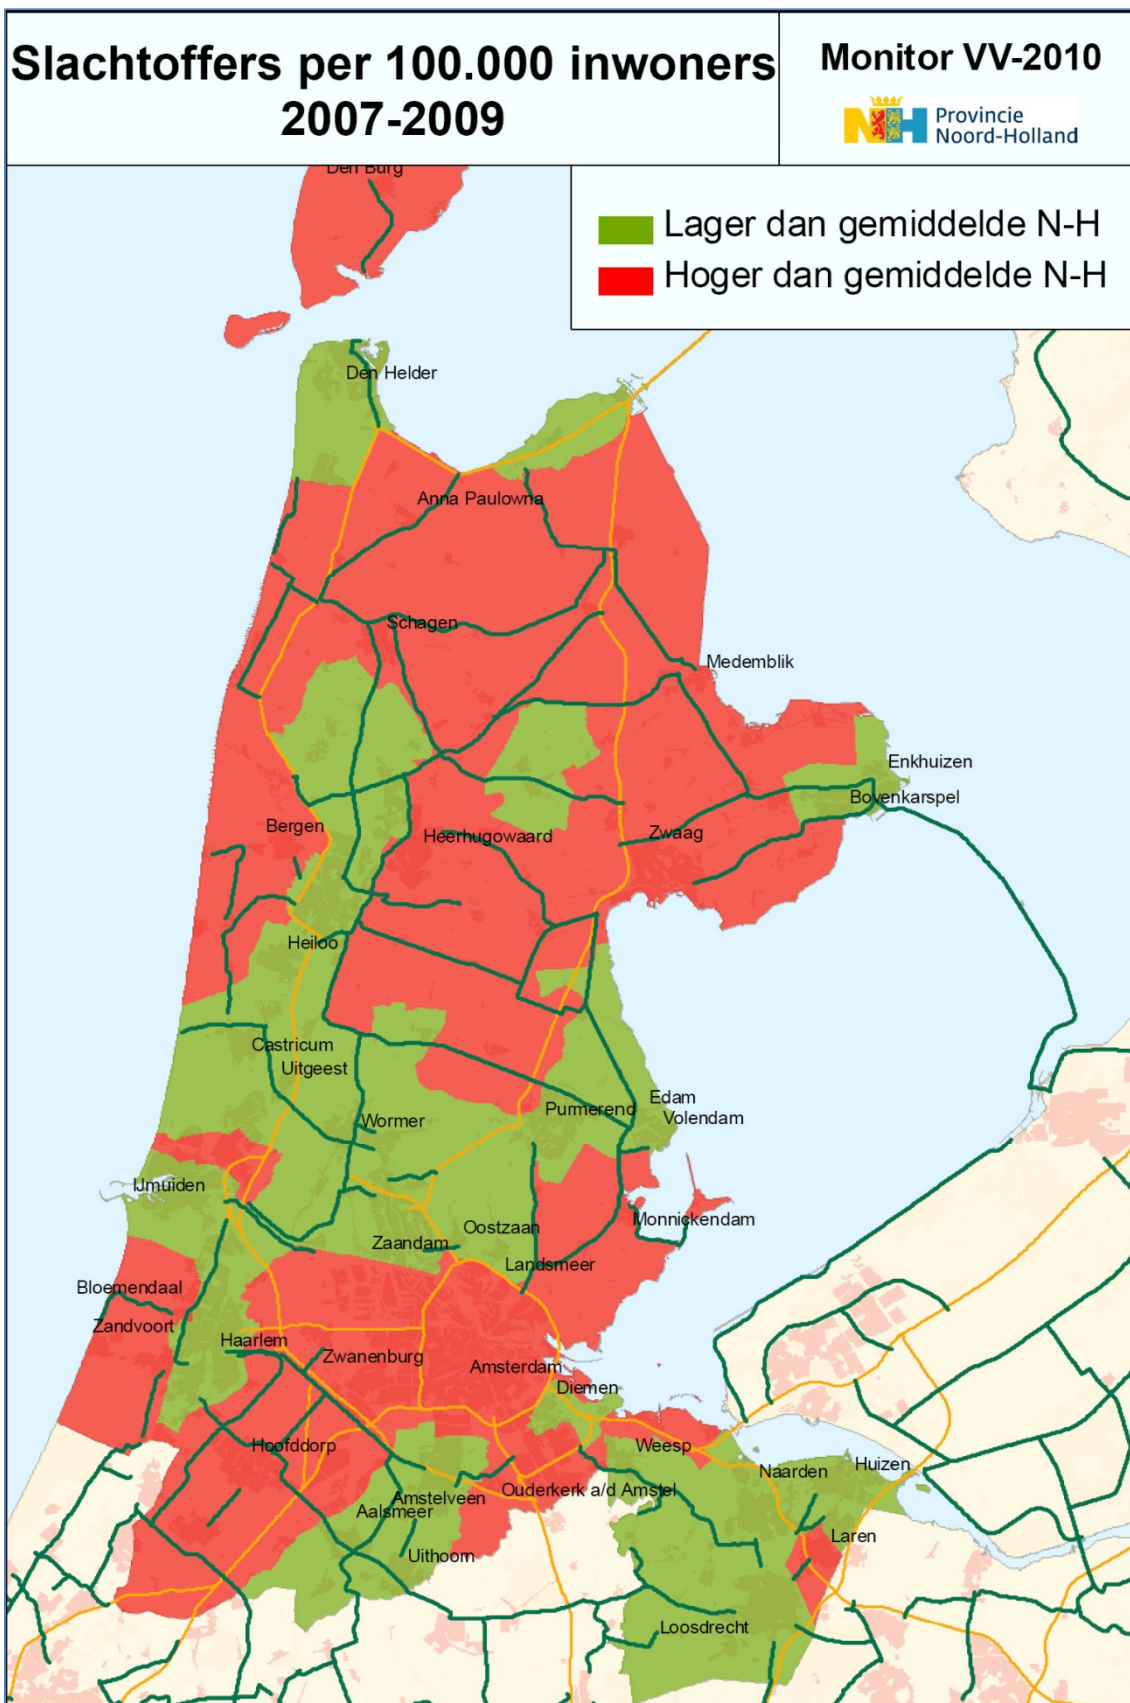 Slachtoffers per 100.000 inwoners
2007-2009
Monitor VV-2010
NH
Provincie
Noord-Holland
Lager dan gemiddelde N-H
Hoger dan gemiddelde N-H
Den Burg
Den Helder
Anna Paulowna
Schagen
Medemblik
Enkhuizen
Bovenkarspel
Bergen
Heerhugowaard
Zwaag
Heiloo
Castricum
Uitgeest
Edam
Purmerend
Volendam
Wormer
IJmuiden
Monnickendam
Oostzaan
Zaandam
Landsmeer
Bloemendaal
Zandvoort
Haarlem
Zwanenburg
Amsterdam
Diemen
Hoofddorp
Weesp
Huizen
Naarden
Ouderkerk a/d Amstel
Amstelveen
Aalsmeer
Laren
Uithoorn
Loosdrecht